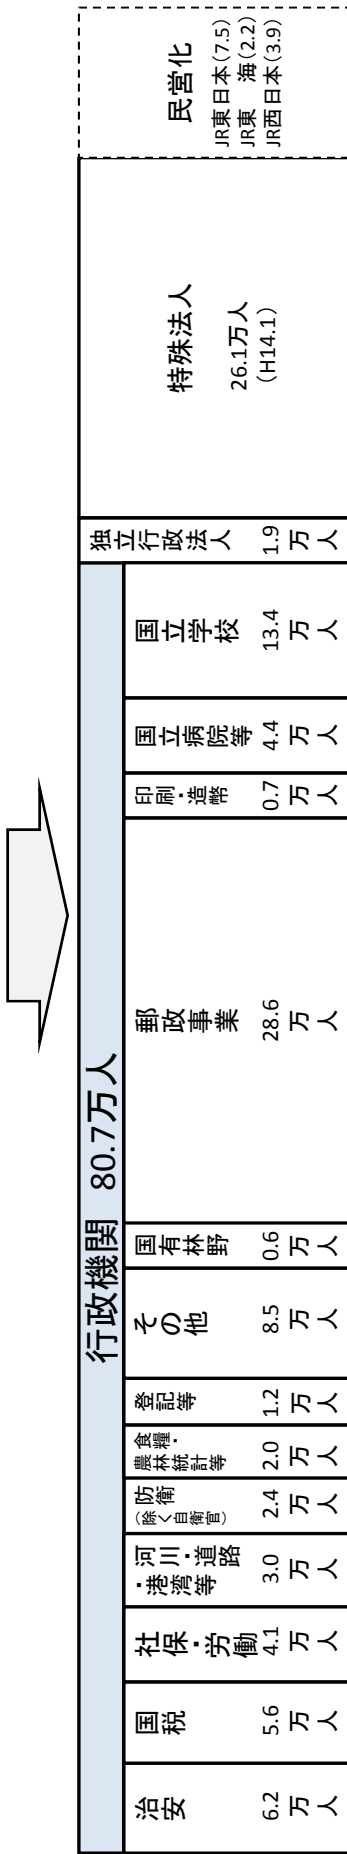 行政機関 80.7万人
治安
6.2
万
人
国税
5.6
万
人
社保・労働
4.1
万
人
河川・道路
・港湾等
3.0
万
人
防衛
(除く自衛官)
2.4
万
人
食糧・
農林統計等
2.0
万
人
登記等
1.2
万
人
その他
8.5
万
人
国有林野
0.6
万
人
郵政事業
28.6
万
人
印刷・造幣
0.7
万
人
国立病院等
4.4
万
人
国立学校
13.4
万
人
独立行政法人
1.9
万
人
特殊法人
26.1万人
(H14.1)
民営化
JR東日本(7.5)
JR東 海(2.2)
JR西日本(3.9)